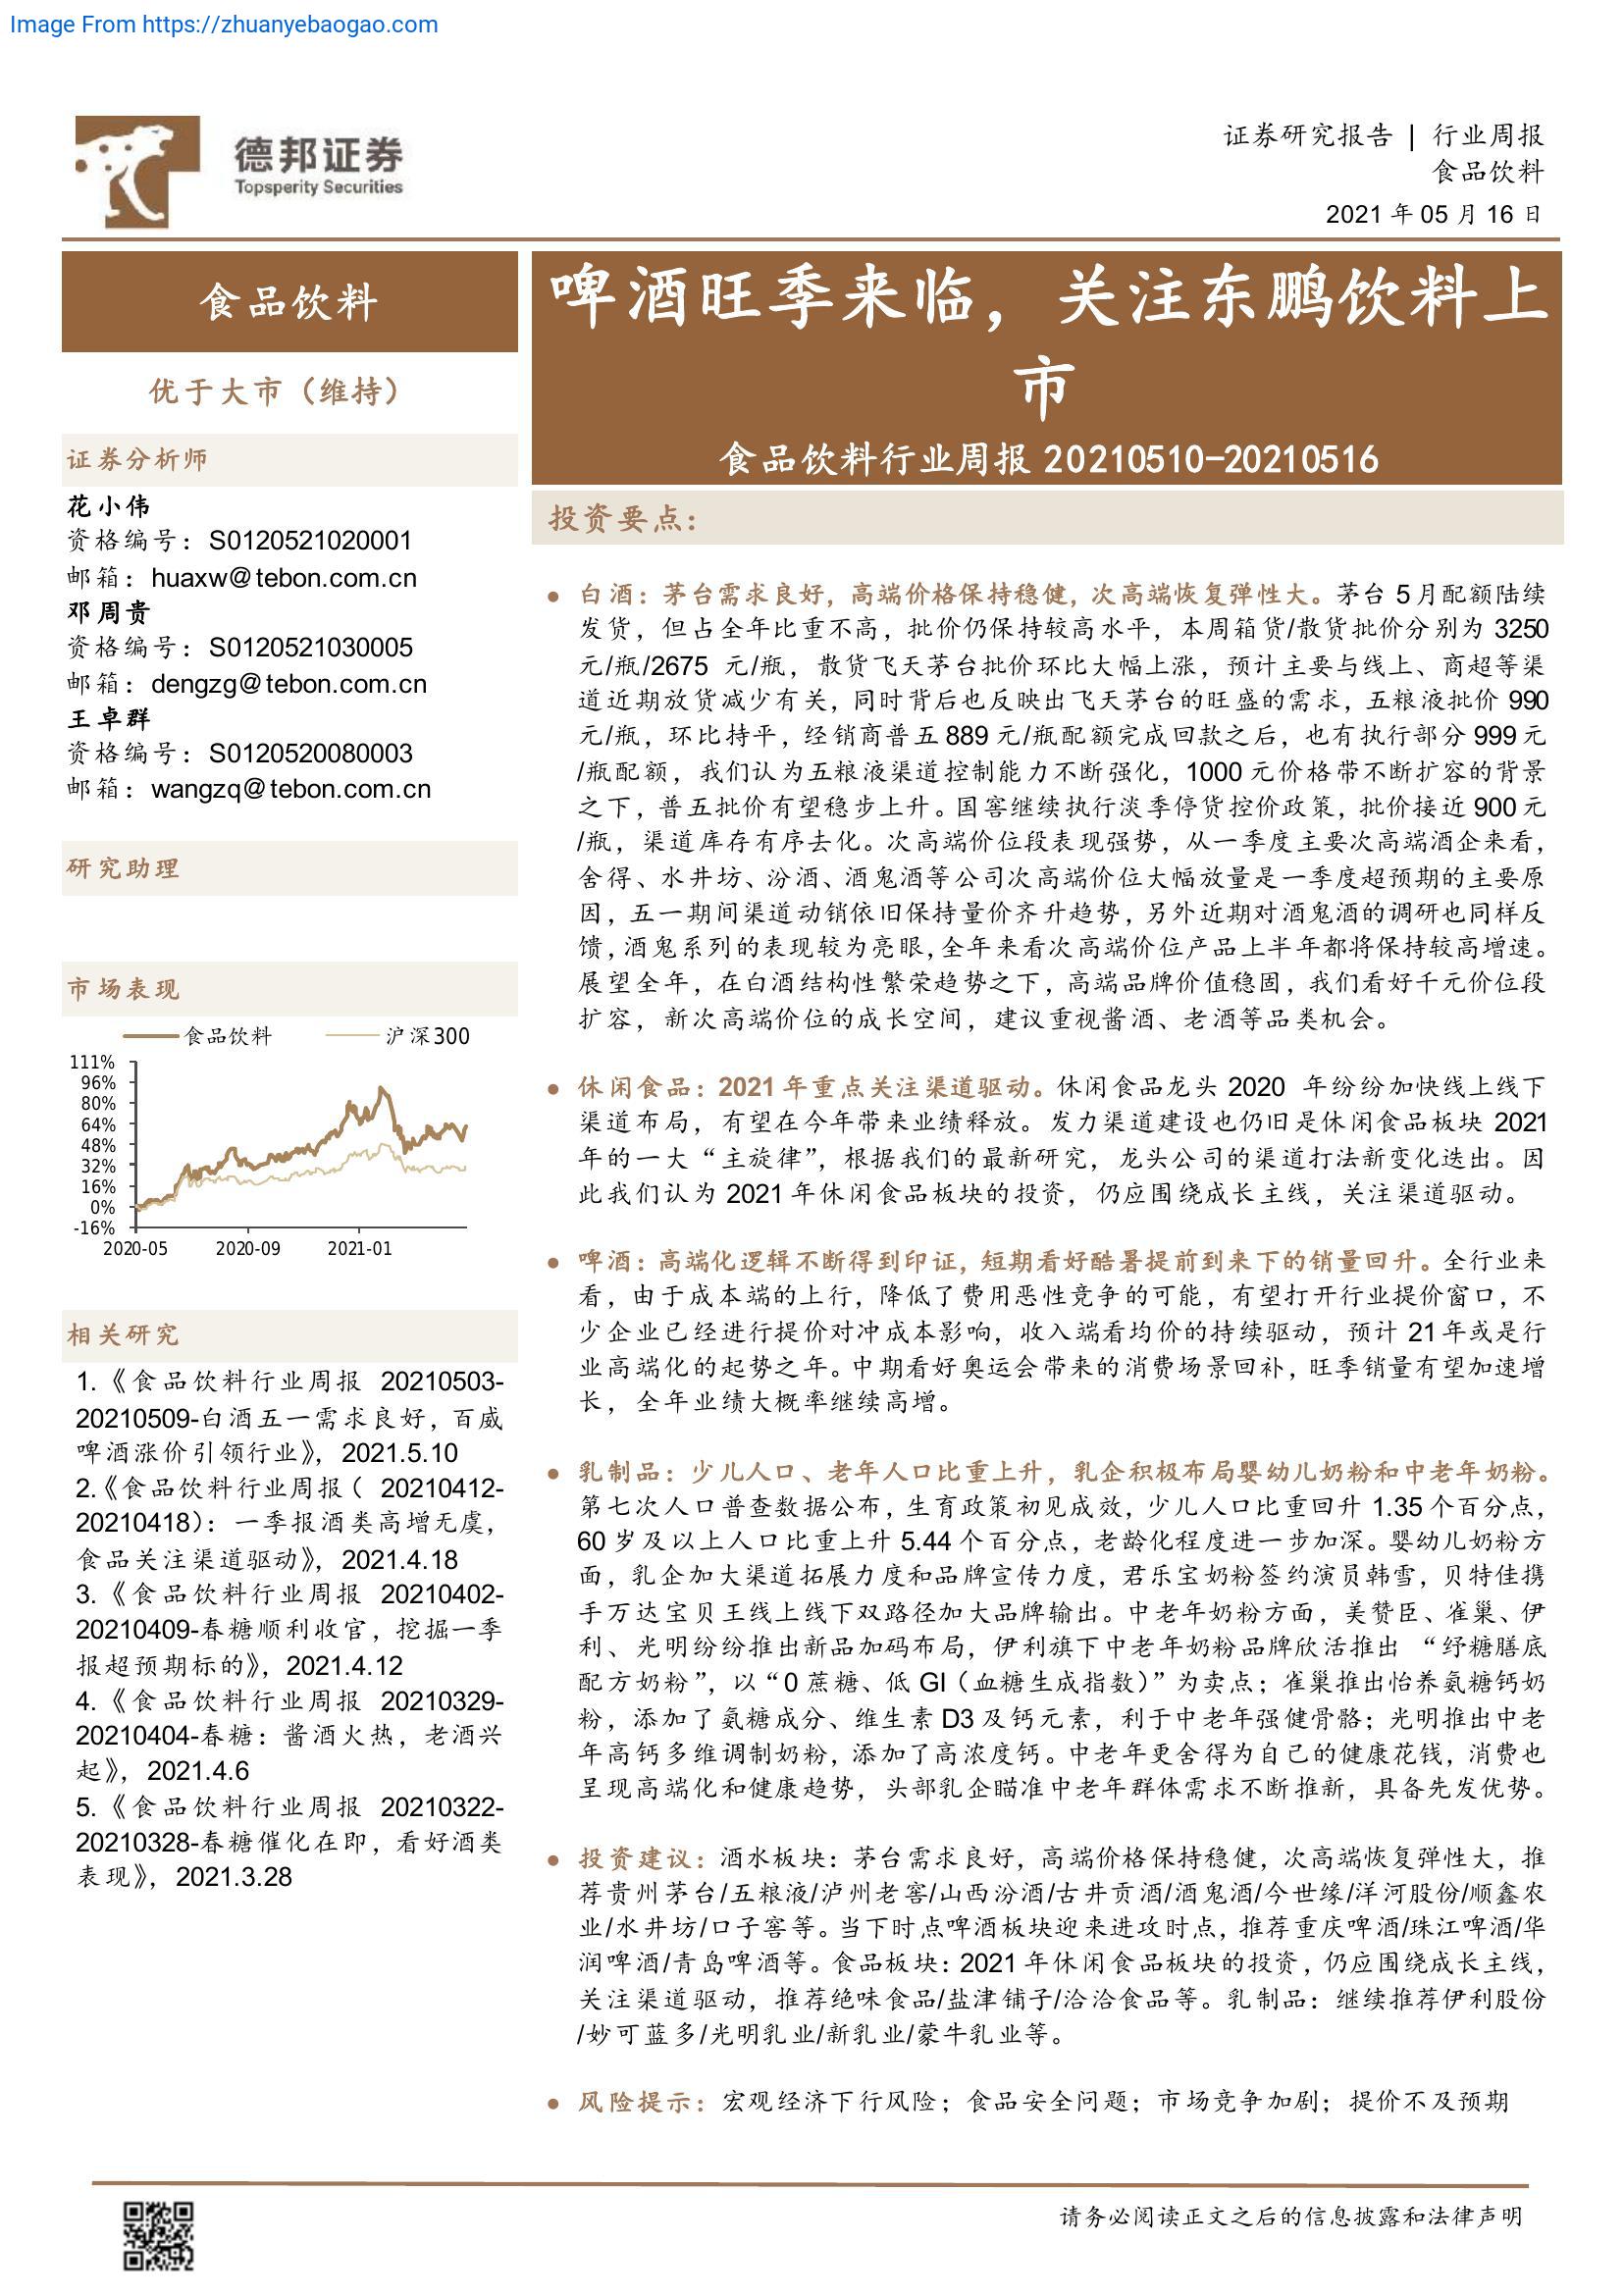 Image From https://zhuanyebaogao.com
德邦证券
Topsperity Securities
证券研究报告 | 行业周报
食品饮料
2021 年 05 月 16 日
食品饮料
优于大市（维持）
证券分析师
花小伟
资格编号：S0120521020001
邮箱：huaxw@tebon.com.cn
邓周贵
资格编号：S0120521030005
邮箱：dengzg@tebon.com.cn
王卓群
资格编号：S0120520080003
邮箱：wangzq@tebon.com.cn
研究助理
市场表现
食品饮料 沪深300
111%
96%
80%
64%
48%
32%
16%
0%
-16%
2020-05 2020-09 2021-01
相关研究
1.《食品饮料行业周报 20210503-
20210509-白酒五一需求良好，百威
啤酒涨价引领行业》，2021.5.10
2.《食品饮料行业周报（ 20210412-
20210418）：一季报酒类高增无虞，
食品关注渠道驱动》，2021.4.18
3.《食品饮料行业周报 20210402-
20210409-春糖顺利收官，挖掘一季
报超预期标的》，2021.4.12
4.《食品饮料行业周报 20210329-
20210404-春糖：酱酒火热，老酒兴
起》，2021.4.6
5.《食品饮料行业周报 20210322-
20210328-春糖催化在即，看好酒类
表现》，2021.3.28
啤酒旺季来临，关注东鹏饮料上
市
食品饮料行业周报 20210510-20210516
投资要点：
● 白酒：茅台需求良好，高端价格保持稳健，次高端恢复弹性大。茅台 5 月配额陆续
发货，但占全年比重不高，批价仍保持较高水平，本周箱货/散货批价分别为 3250
元/瓶/2675 元/瓶，散货飞天茅台批价环比大幅上涨，预计主要与线上、商超等渠
道近期放货减少有关，同时背后也反映出飞天茅台的旺盛的需求，五粮液批价 990
元/瓶，环比持平，经销商普五 889 元/瓶配额完成回款之后，也有执行部分 999 元
/瓶配额，我们认为五粮液渠道控制能力不断强化，1000 元价格带不断扩容的背景
之下，普五批价有望稳步上升。国窖继续执行淡季停货控价政策，批价接近 900 元
/瓶，渠道库存有序去化。次高端价位段表现强势，从一季度主要次高端酒企来看，
舍得、水井坊、汾酒、酒鬼酒等公司次高端价位大幅放量是一季度超预期的主要原
因，五一期间渠道动销依旧保持量价齐升趋势，另外近期对酒鬼酒的调研也同样反
馈，酒鬼系列的表现较为亮眼，全年来看次高端价位产品上半年都将保持较高增速。
展望全年，在白酒结构性繁荣趋势之下，高端品牌价值稳固，我们看好千元价位段
扩容，新次高端价位的成长空间，建议重视酱酒、老酒等品类机会。
● 休闲食品：2021 年重点关注渠道驱动。休闲食品龙头 2020 年纷纷加快线上线下
渠道布局，有望在今年带来业绩释放。发力渠道建设也仍旧是休闲食品板块 2021
年的一大“主旋律”，根据我们的最新研究，龙头公司的渠道打法新变化迭出。因
此我们认为 2021 年休闲食品板块的投资，仍应围绕成长主线，关注渠道驱动。
● 啤酒：高端化逻辑不断得到印证，短期看好酷暑提前到来下的销量回升。全行业来
看，由于成本端的上行，降低了费用恶性竞争的可能，有望打开行业提价窗口，不
少企业已经进行提价对冲成本影响，收入端看均价的持续驱动，预计 21 年或是行
业高端化的起势之年。中期看好奥运会带来的消费场景回补，旺季销量有望加速增
长，全年业绩大概率继续高增。
● 乳制品：少儿人口、老年人口比重上升，乳企积极布局婴幼儿奶粉和中老年奶粉。
第七次人口普查数据公布，生育政策初见成效，少儿人口比重回升 1.35 个百分点，
60 岁及以上人口比重上升 5.44 个百分点，老龄化程度进一步加深。婴幼儿奶粉方
面，乳企加大渠道拓展力度和品牌宣传力度，君乐宝奶粉签约演员韩雪，贝特佳携
手万达宝贝王线上线下双路径加大品牌输出。中老年奶粉方面，美赞臣、雀巢、伊
利、光明纷纷推出新品加码布局，伊利旗下中老年奶粉品牌欣活推出 “纾糖膳底
配方奶粉”，以“0 蔗糖、低 GI（血糖生成指数）”为卖点；雀巢推出怡养氨糖钙奶
粉，添加了氨糖成分、维生素 D3 及钙元素，利于中老年强健骨骼；光明推出中老
年高钙多维调制奶粉，添加了高浓度钙。中老年更舍得为自己的健康花钱，消费也
呈现高端化和健康趋势，头部乳企瞄准中老年群体需求不断推新，具备先发优势。
● 投资建议：酒水板块：茅台需求良好，高端价格保持稳健，次高端恢复弹性大，推
荐贵州茅台/五粮液/泸州老窖/山西汾酒/古井贡酒/酒鬼酒/今世缘/洋河股份/顺鑫农
业/水井坊/口子窖等。当下时点啤酒板块迎来进攻时点，推荐重庆啤酒/珠江啤酒/华
润啤酒/青岛啤酒等。食品板块：2021 年休闲食品板块的投资，仍应围绕成长主线，
关注渠道驱动，推荐绝味食品/盐津铺子/洽洽食品等。乳制品：继续推荐伊利股份
/妙可蓝多/光明乳业/新乳业/蒙牛乳业等。
● 风险提示：宏观经济下行风险；食品安全问题；市场竞争加剧；提价不及预期
请务必阅读正文之后的信息披露和法律声明